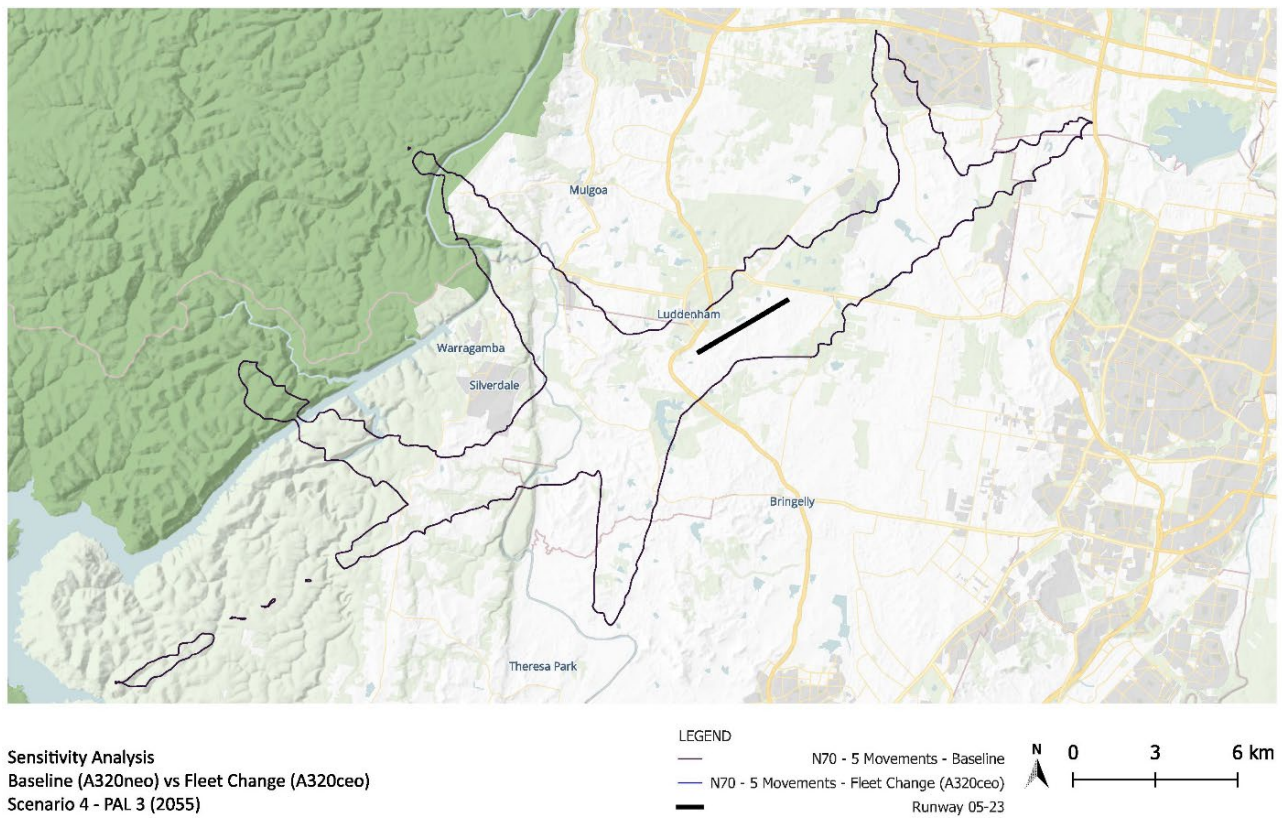 Mulgoa
Luddenham
Warragamba
Silverdale
Bringelly
Theresa Park
Sensitivity Analysis
Baseline (A320neo) vs Fleet Change (A320ceo)
Scenario 4 - PAL 3 (2055)
LEGEND
N70 - 5 Movements - Baseline
N70 - 5 Movements - Fleet Change (A320ceo)
Runway 05-23
N
0 3 6 km